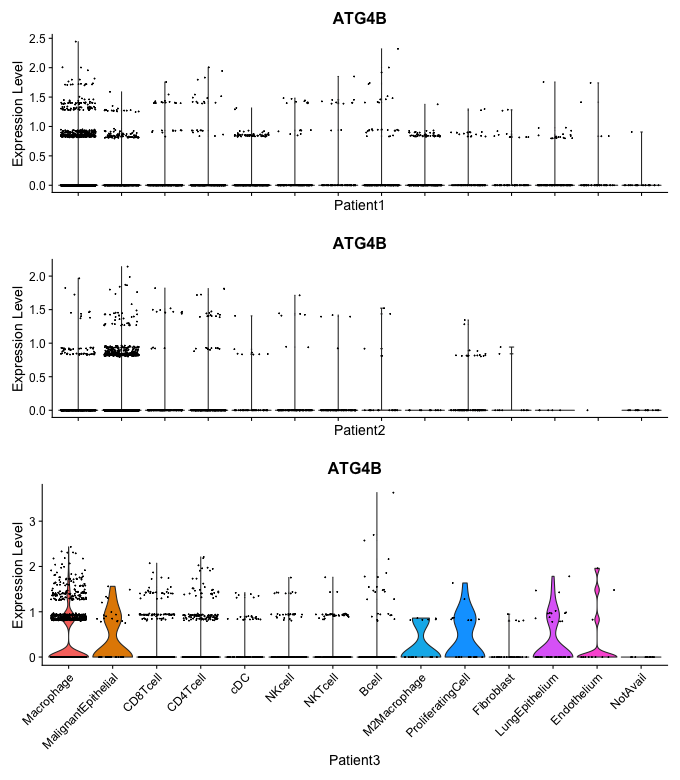 ATG4B
Expression Level
2.5
2.0
1.5
1.0
0.5
0.0
Patient1
ATG4B
Expression Level
2.0
1.5
1.0
0.5
0.0
Patient2
ATG4B
Expression Level
3
2
1
0
Macrophage
MalignantEpithelial
CD8Tcell
CD4Tcell
cDC
NKcell
NKTcell
Bcell
M2Macrophage
ProliferatingCell
Fibroblast
LungEpithelium
Endothelium
NotAvail
Patient3